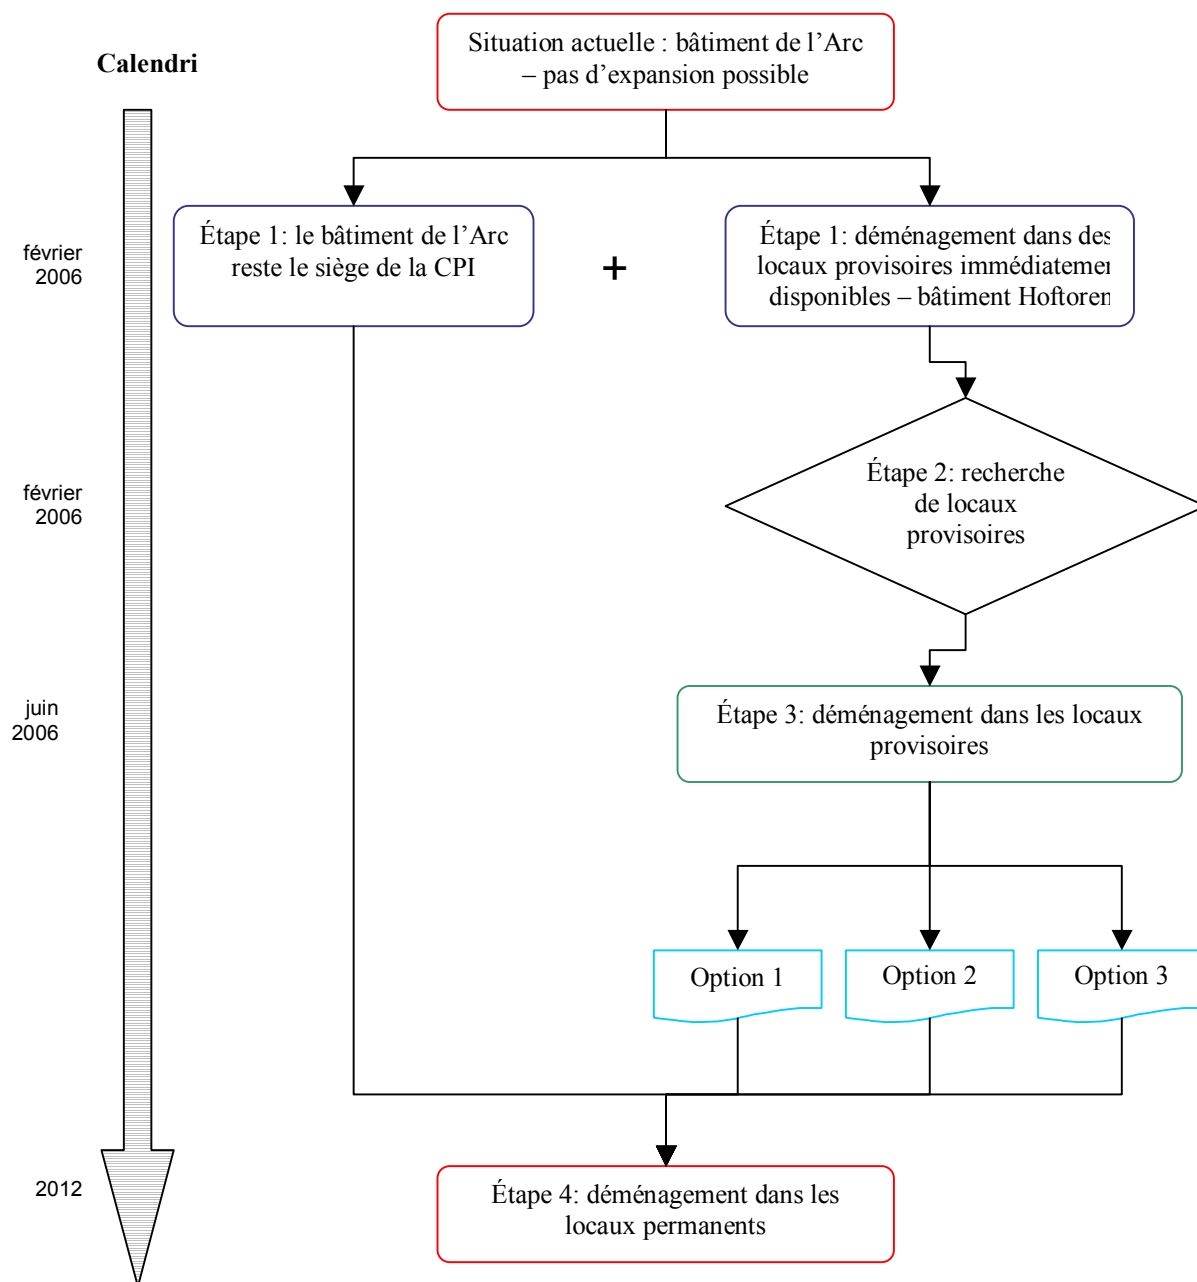 Situation actuelle : bâtiment de l’Arc
– pas d’expansion possible
Calendri
février
2006
Étape 1: le bâtiment de l’Arc
reste le siège de la CPI
+
Étape 1: déménagement dans des
locaux provisoires immédiatemen
disponibles – bâtiment Hoftoren
février
2006
Étape 2: recherche
de locaux
provisoires
juin
2006
Étape 3: déménagement dans les locaux
provisoires
Option 1
Option 2
Option 3
2012
Étape 4: déménagement dans les
locaux permanents